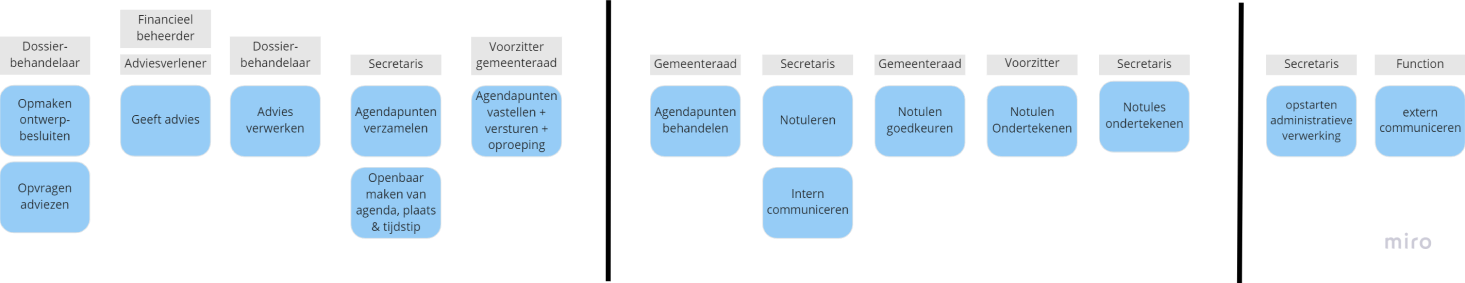 Dossier-
behandelaar
Opmaken
ontwerp-
besluiten
Opvragen
adviezen
Financieel
beheerder
Adviesverlener
Geeft advies
Dossier-
behandelaar
Advies
verwerken
Secretaris
Agendapunten
verzamelen
Openbaar
maken van
agenda, plaats
& tijdstip
Voorzitter
gemeenteraad
Agendapunten
vastellen +
versturen +
oproeping
Gemeenteraad
Agendapunten
behandelen
Secretaris
Notuleren
Intern
communiceren
Gemeenteraad
Notulen
goedkeuren
Voorzitter
Notulen
Ondertekenen
Secretaris
Notules
ondertekenen
Secretaris
opstarten
administratieve
verwerking
Function
extern
communiceren
miro